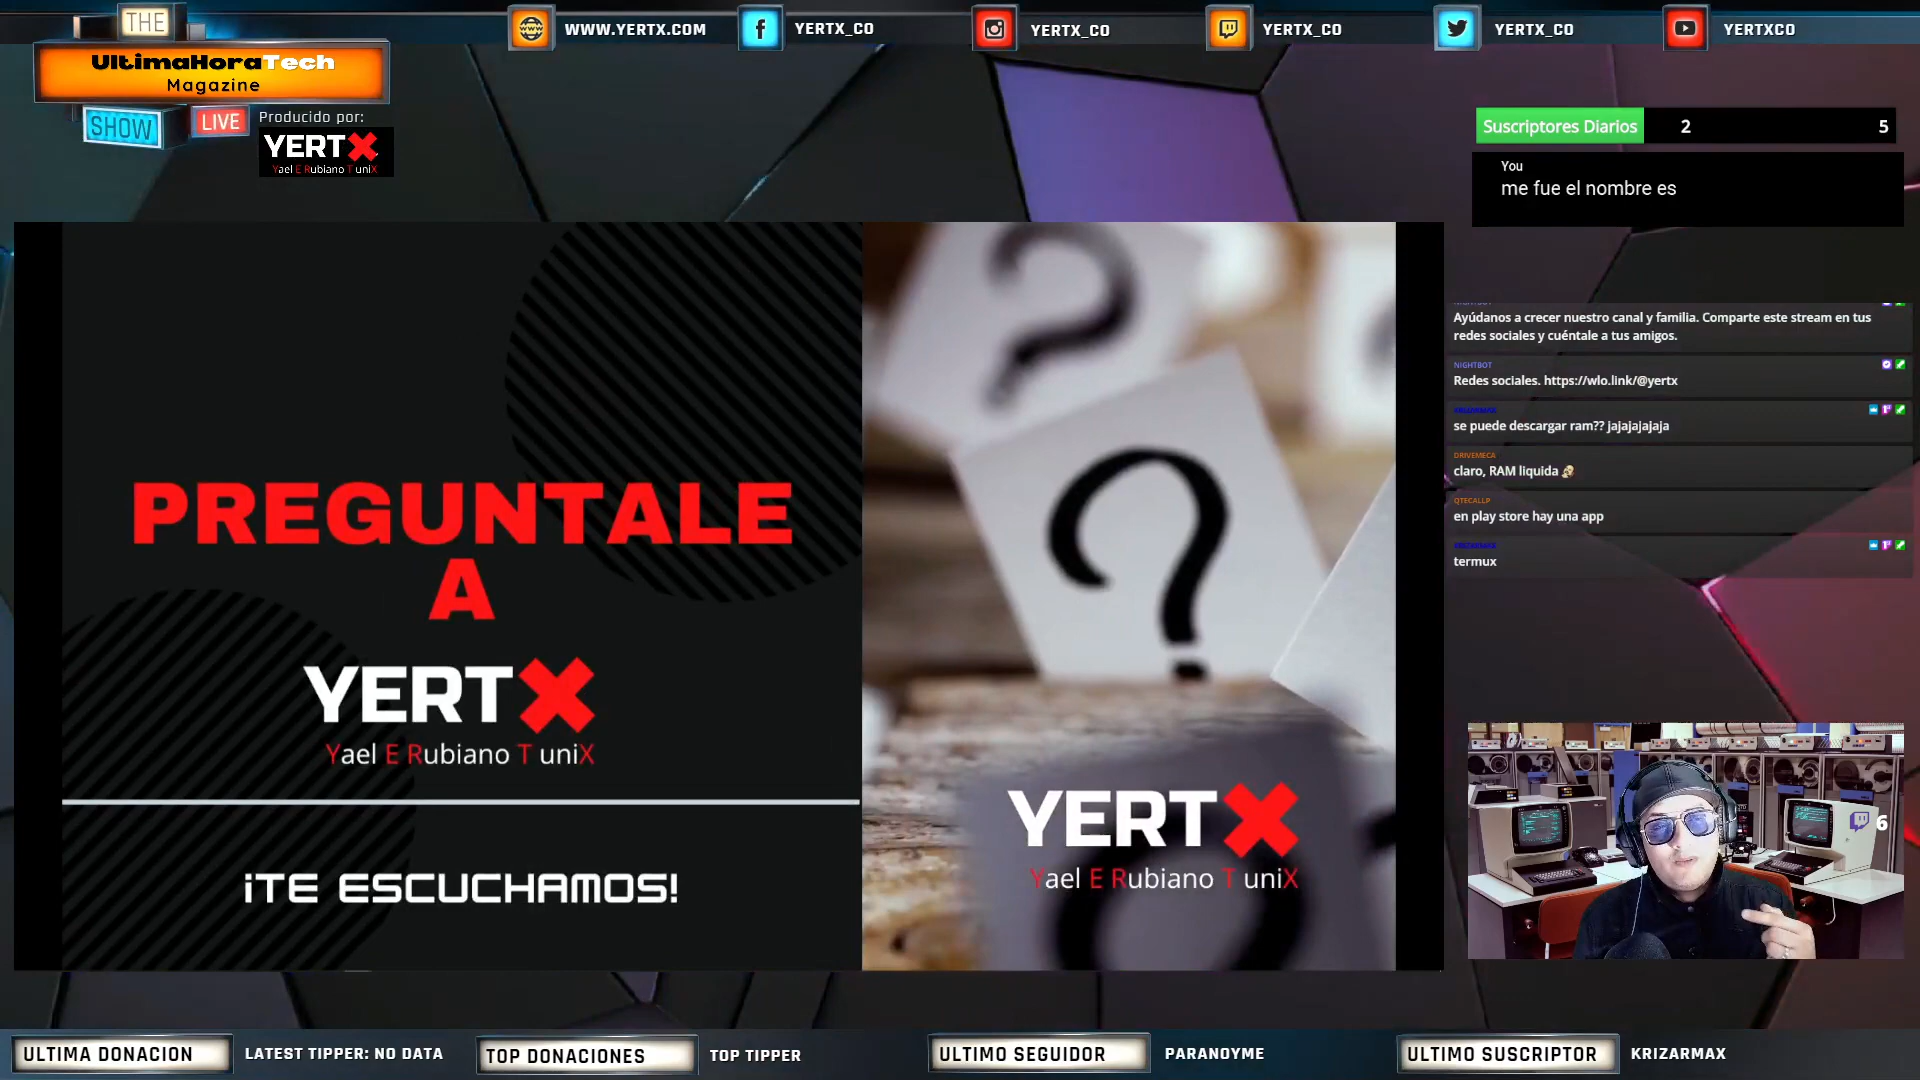 THE
UltimaHoraTech
Magazine
SHOW
LIVE
Producido por:
YERTX
Yael E Rubiano T uniX
WWW.YERTX.COM
YERTX_CO
YERTX_CO
YERTX_CO
YERTX_CO
YERTXCO
Suscriptores Diarios
2
5
You
me fue el nombre es
Ayúdanos a crecer nuestro canal y familia. Comparte este stream en tus
redes sociales y cuéntale a tus amigos.
NIGHTBOT
Redes sociales. https://wlo.link/@yertx
se puede descargar ram?? jajajajajaja
DRIVEMECA
claro, RAM liquida
QTECALLP
en play store hay una app
termux
PREGUNTALE
A
YERTX
Yael E Rubiano T uniX
¡TE ESCUCHAMOS!
YERTX
Yael E Rubiano T uniX
6
ULTIMA DONACION
LATEST TIPPER: NO DATA
TOP DONACIONES
TOP TIPPER
ULTIMO SEGUIDOR
PARANOYME
ULTIMO SUSCRIPTOR
KRIZARMAX